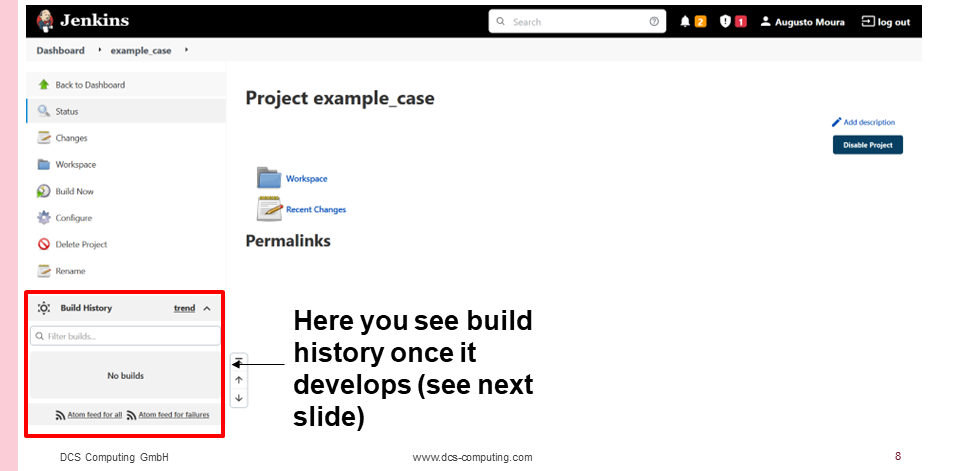 Jenkins
Search
2
1
Augusto Moura
log out
Dashboard
example_case
Back to Dashboard
Status
Changes
Workspace
Build Now
Configure
Delete Project
Rename
Build History
trend
Filter builds...
No builds
Atom feed for all
Atom feed for failures
Project example_case
Add description
Disable Project
Workspace
Recent Changes
Permalinks
Here you see build
history once it
develops (see next
slide)
DCS Computing GmbH
www.dcs-computing.com
8